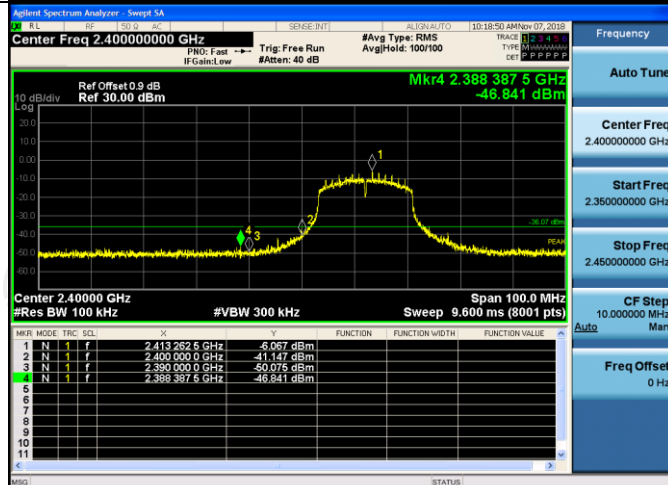 Agilent Spectrum Analyzer - Swept SA
RL RF 50 Ω AC SENSE:INT ALIGN AUTO 10:18:50 AM Nov 07, 2018
Center Freq 2.400000000 GHz
PNO: Fast
IFGain:Low
Trig: Free Run
#Atten: 40 dB
#Avg Type: RMS
Avg|Hold: 100/100
TRACE 1 2 3 4 5 6
TYPE M
DET P P P P P P
Mkr4 2.388 387 5 GHz
-46.841 dBm
Ref Offset 0.9 dB
10 dB/div Ref 30.00 dBm
Log
20.0
10.0
0.00
-10.0
-20.0
-30.0
-40.0
-50.0
-60.0
1
2
3
4
-36.07 dBm
PEAK
Center 2.40000 GHz Span 100.0 MHz
#Res BW 100 kHz #VBW 300 kHz Sweep 9.600 ms (8001 pts)
MKR MODE TRC SCL X Y FUNCTION FUNCTION WIDTH FUNCTION VALUE
1 N 1 f 2.413 262 5 GHz -6.067 dBm
2 N 1 f 2.400 000 0 GHz -41.147 dBm
3 N 1 f 2.390 000 0 GHz -50.075 dBm
4 N 1 f 2.388 387 5 GHz -46.841 dBm
5
6
7
8
9
10
11
MSG STATUS
Frequency
Auto Tune
Center Freq
2.400000000 GHz
Start Freq
2.350000000 GHz
Stop Freq
2.450000000 GHz
CF Step
10.000000 MHz
Auto Man
Freq Offset
0 Hz